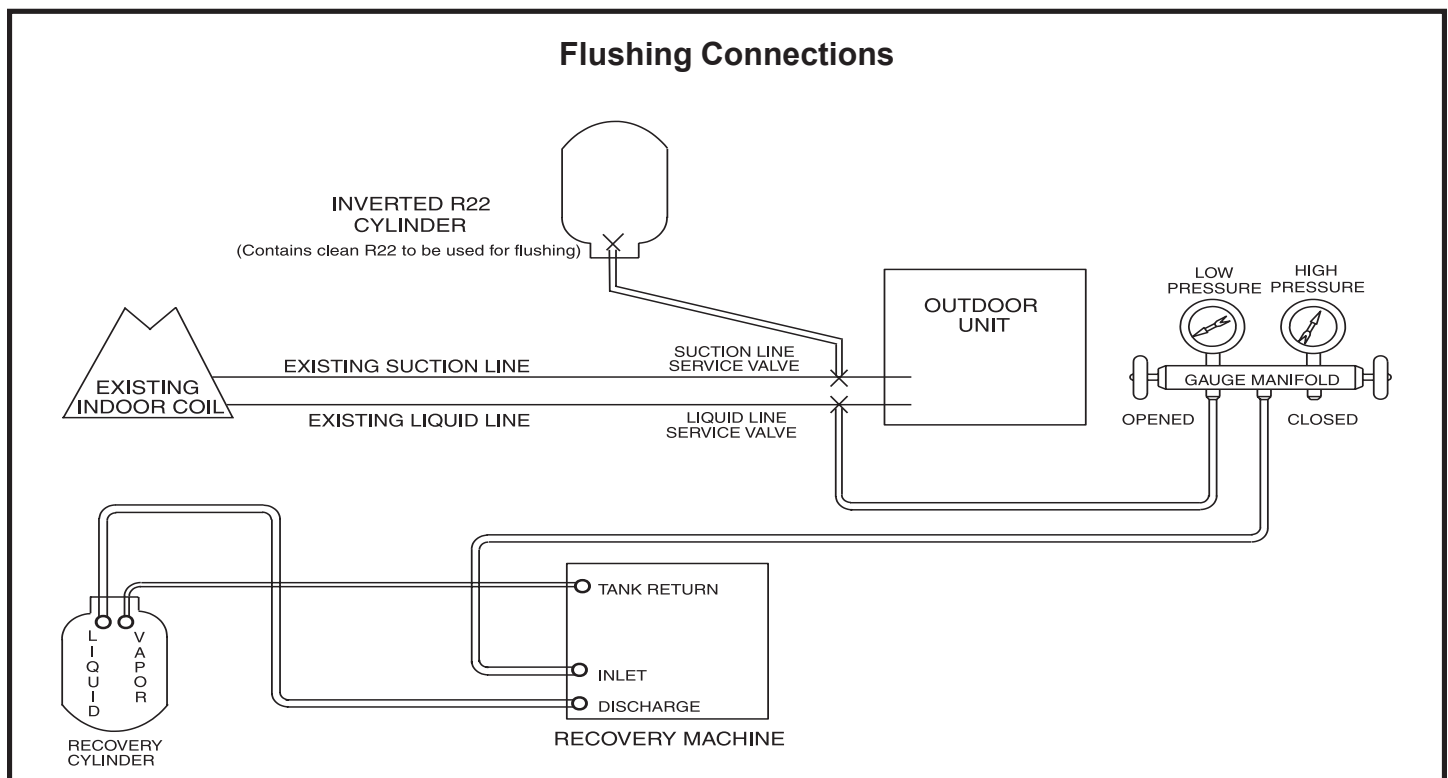 Flushing Connections
INVERTED R22
CYLINDER
(Contains clean R22 to be used for flushing)
LOW
PRESSURE
HIGH
PRESSURE
OUTDOOR
UNIT
SUCTION LINE
SERVICE VALVE
EXISTING SUCTION LINE
GAUGE MANIFOLD
EXISTING
INDOOR COIL
EXISTING LIQUID LINE
LIQUID LINE
SERVICE VALVE
OPENED
CLOSED
TANK RETURN
LIQUID
VAPOR
INLET
DISCHARGE
RECOVERY MACHINE
RECOVERY
CYLINDER